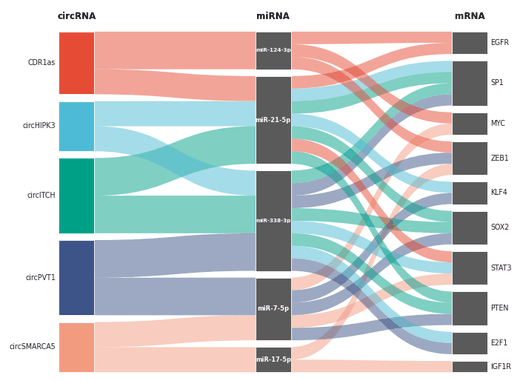 circRNA miRNA mRNA
CDR1as
circHIPK3
circITCH
circPVT1
circSMARCA5
miR-124-3p
miR-21-5p
miR-338-3p
miR-7-5p
miR-17-5p
EGFR
SP1
MYC
ZEB1
KLF4
SOX2
STAT3
PTEN
E2F1
IGF1R